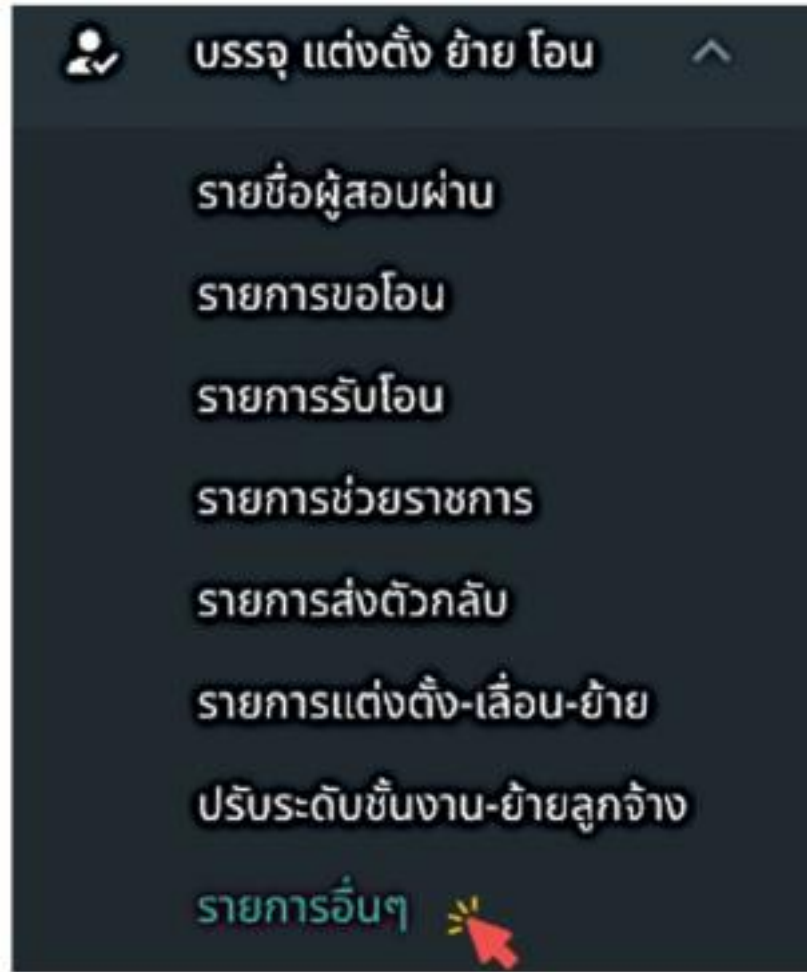 บรรจุ แต่งตั้ง ย้าย โอน
รายชื่อผู้สอบผ่าน
รายการขอโอน
รายการรับโอน
รายการช่วยราชการ
รายการส่งตัวกลับ
รายการแต่งตั้ง-เลื่อน-ย้าย
ปรับระดับชั้นงาน-ย้ายลูกจ้าง
รายการอื่นๆ